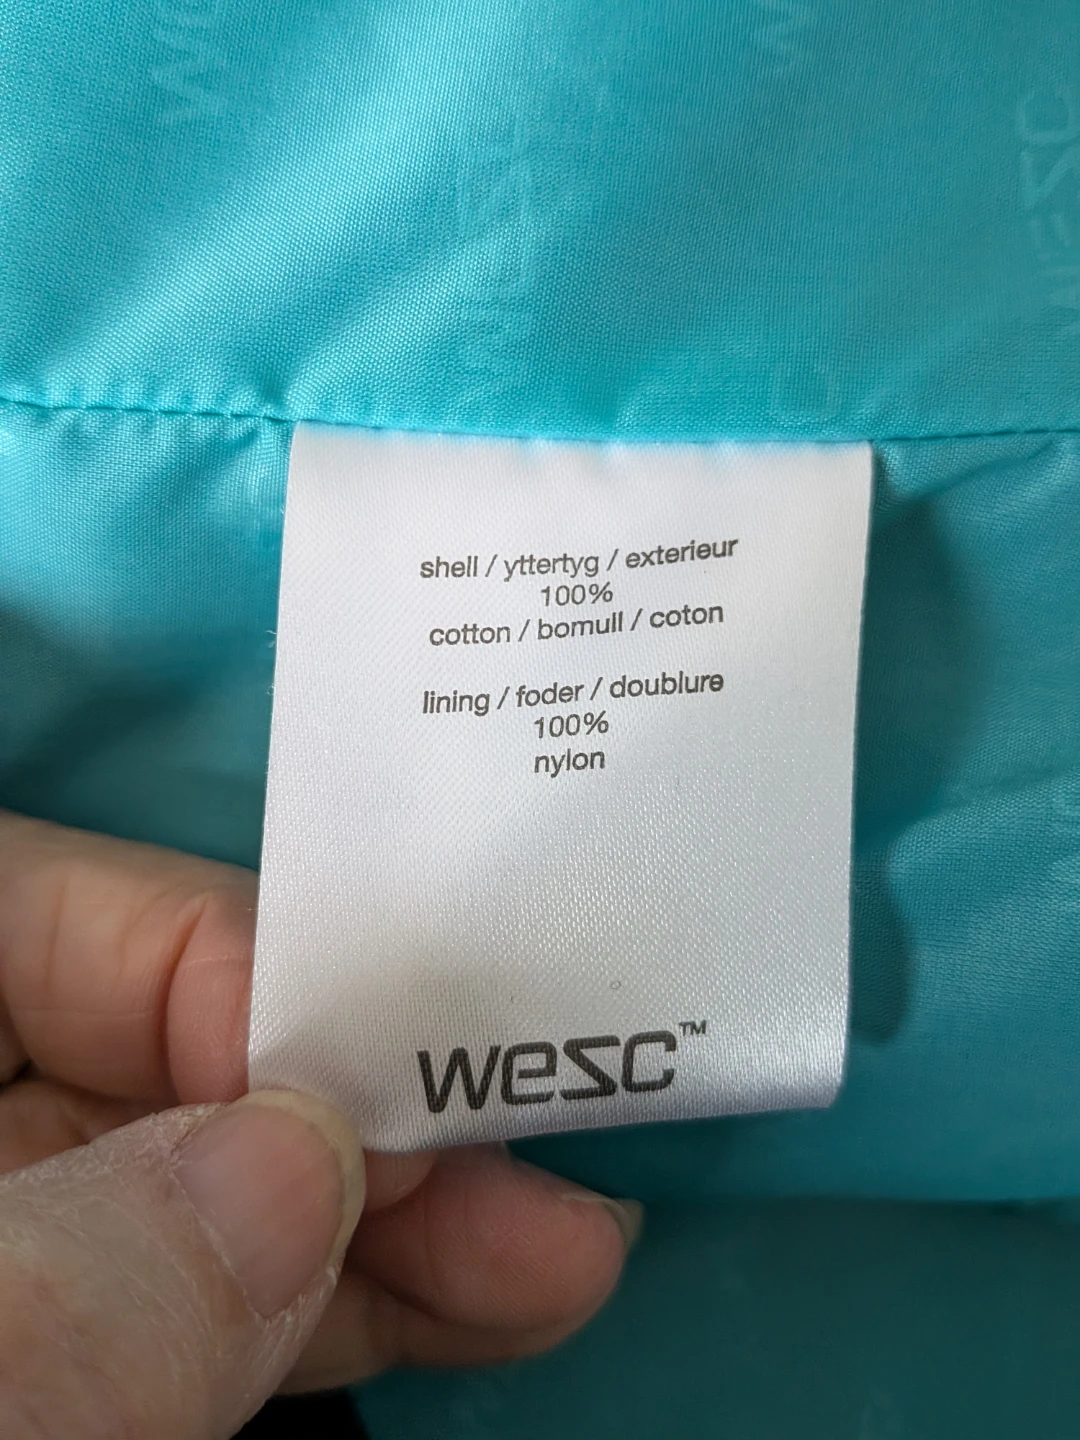 shell / yttertyg / exterieur
100%
cotton / bomull / coton
lining / foder / doublure
100%
nylon
wesc™